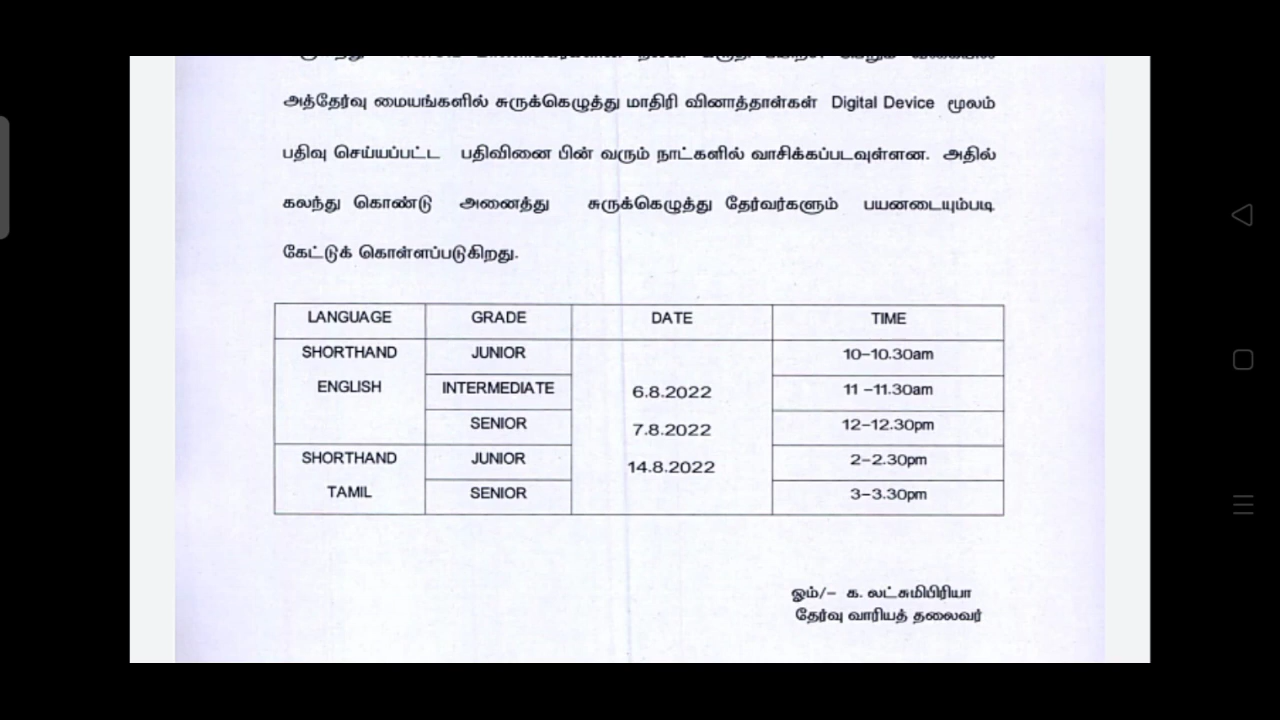 அத்தேர்வு மையங்களில் சுருக்கெழுத்து மாதிரி வினாத்தாள்கள் Digital Device மூலம்
பதிவு செய்யப்பட்ட பதிவினை பின் வரும் நாட்களில் வாசிக்கப்படவுள்ளன. அதில்
கலந்து கொண்டு அனைத்து சுருக்கெழுத்து தேர்வர்களும் பயனடையும்படி
கேட்டுக் கொள்ளப்படுகிறது.
LANGUAGE GRADE DATE TIME
SHORTHAND JUNIOR 10-10.30am
ENGLISH INTERMEDIATE 6.8.2022 11 -11.30am
SENIOR 7.8.2022 12-12.30pm
SHORTHAND JUNIOR 14.8.2022 2-2.30pm
TAMIL SENIOR 3-3.30pm
ஓம்/- க. லட்சுமிபிரியா
தேர்வு வாரியத் தலைவர்